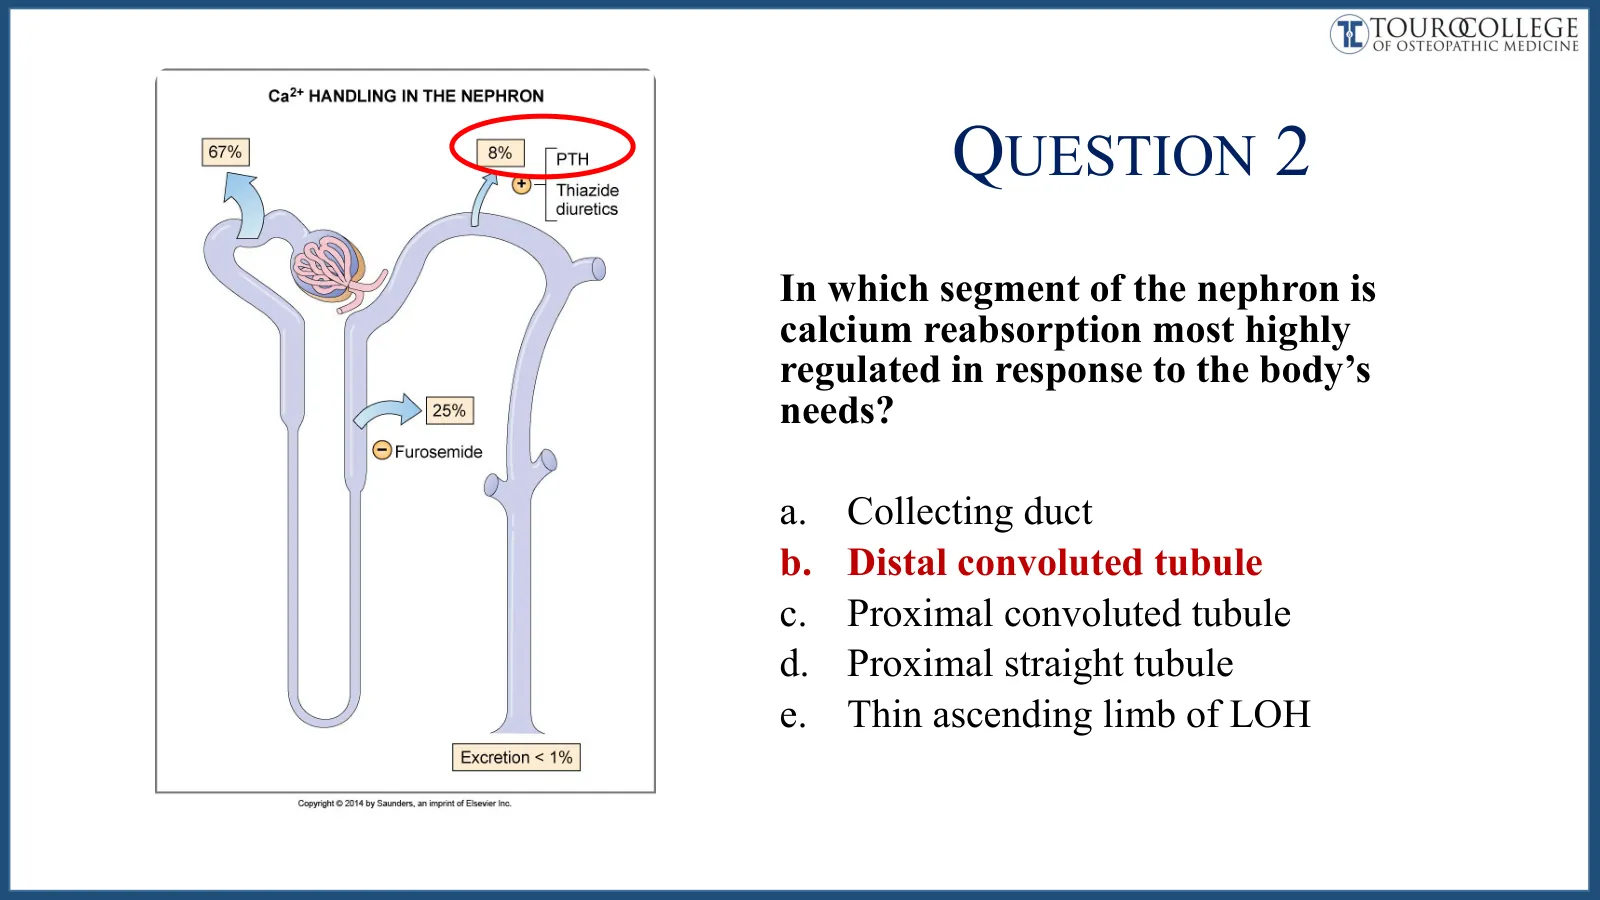 TOURO COLLEGE
OF OSTEOPATHIC MEDICINE
Ca2+ HANDLING IN THE NEPHRON
67%
8%
PTH
+
Thiazide
diuretics
25%
− Furosemide
Excretion < 1%
Copyright © 2014 by Saunders, an imprint of Elsevier Inc.
QUESTION 2
In which segment of the nephron is
calcium reabsorption most highly
regulated in response to the body’s
needs?
a. Collecting duct
b. Distal convoluted tubule
c. Proximal convoluted tubule
d. Proximal straight tubule
e. Thin ascending limb of LOH